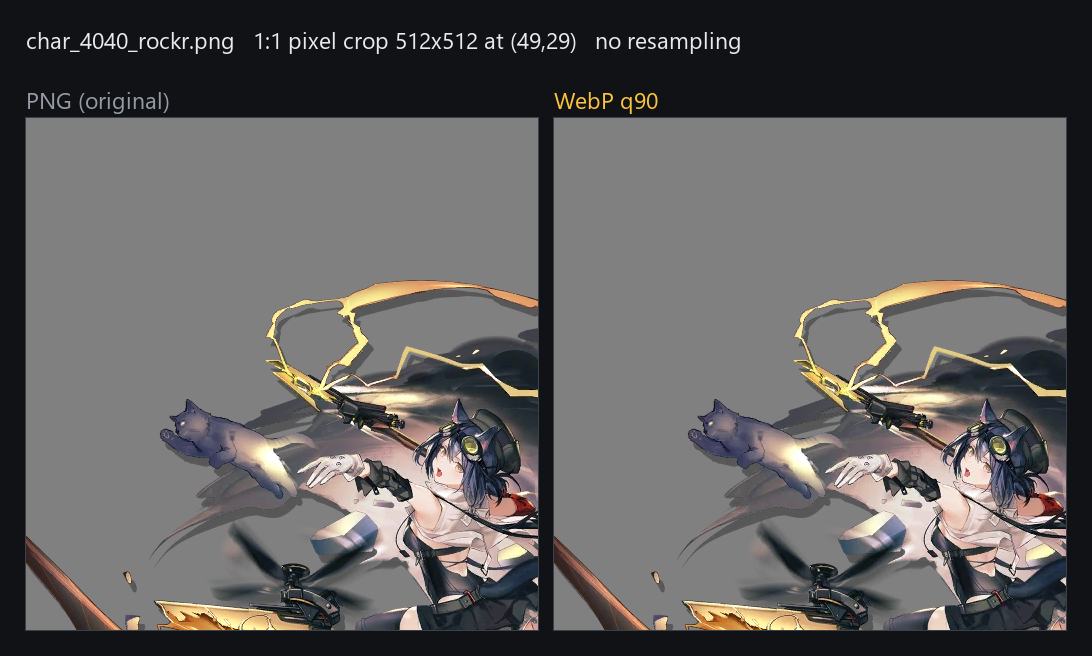 char_4040_rockr.png 1:1 pixel crop 512x512 at (49,29) no resampling
PNG (original)
WebP q90